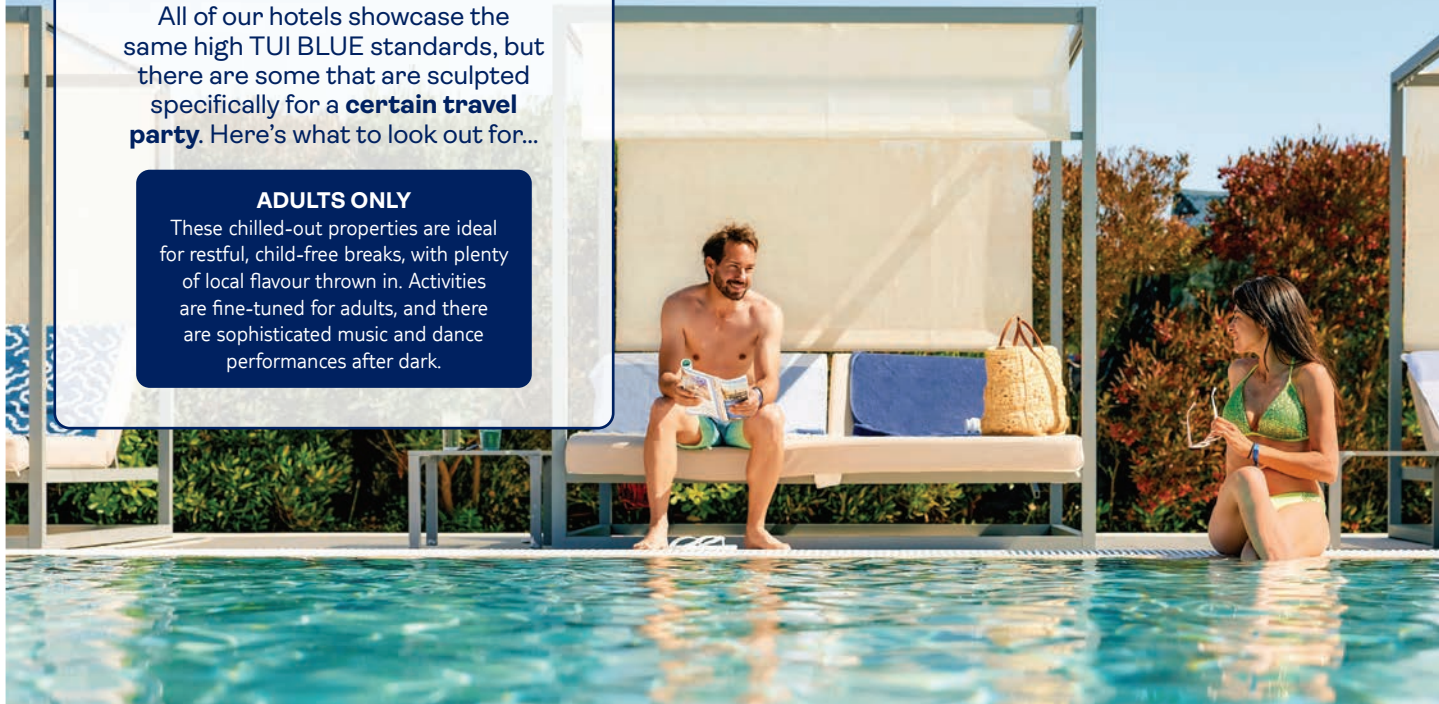 All of our hotels showcase the
same high TUI BLUE standards, but
there are some that are sculpted
specifically for a certain travel
party. Here’s what to look out for...
ADULTS ONLY
These chilled-out properties are ideal
for restful, child-free breaks, with plenty
of local flavour thrown in. Activities
are fine-tuned for adults, and there
are sophisticated music and dance
performances after dark.